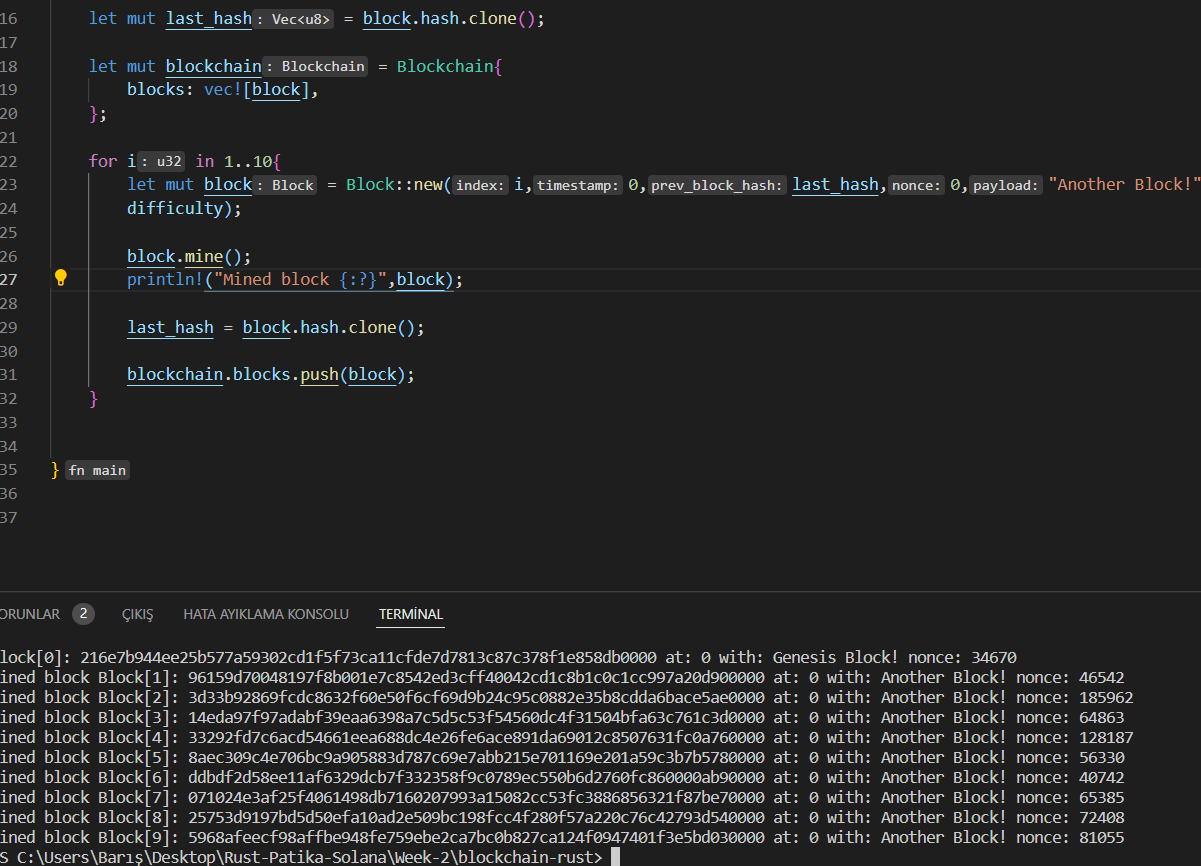 16 let mut last_hash: Vec<u8> = block.hash.clone();
17
18 let mut blockchain: Blockchain = Blockchain{
19 blocks: vec![block],
20 };
21
22 for i: u32 in 1..10{
23 let mut block: Block = Block::new(index: i,timestamp: 0,prev_block_hash: last_hash,nonce: 0,payload: "Another Block!"
24 difficulty);
25
26 block.mine();
27 println!("Mined block {:?}",block);
28
29 last_hash = block.hash.clone();
30
31 blockchain.blocks.push(block);
32 }
33
34
35 } fn main
36
37
ORUNLAR 2 ÇIKIŞ HATA AYIKLAMA KONSOLU TERMİNAL
lock[0]: 216e7b944ee25b577a59302cd1f5f73ca11cfde7d7813c87c378f1e858db0000 at: 0 with: Genesis Block! nonce: 34670
ined block Block[1]: 96159d70048197f8b001e7c8542ed3cff40042cd1c8b1c0c1cc997a20d900000 at: 0 with: Another Block! nonce: 46542
ined block Block[2]: 3d33b92869fcdc8632f60e50f6cf69d9b24c95c0882e35b8cdda6bace5ae0000 at: 0 with: Another Block! nonce: 185962
ined block Block[3]: 14eda97f97adabf39eaa6398a7c5d5c53f54560dc4f31504bfa63c761c3d0000 at: 0 with: Another Block! nonce: 64863
ined block Block[4]: 33292fd7c6acd54661eea688dc4e26fe6ace891da69012c8507631fc0a760000 at: 0 with: Another Block! nonce: 128187
ined block Block[5]: 8aec309c4e706bc9a905883d787c69e7abb215e701169e201a59c3b7b5780000 at: 0 with: Another Block! nonce: 56330
ined block Block[6]: ddbdf2d58ee11af6329dcb7f332358f9c0789ec550b6d2760fc860000ab90000 at: 0 with: Another Block! nonce: 40742
ined block Block[7]: 071024e3af25f4061498db7160207993a15082cc53fc3886856321f87be70000 at: 0 with: Another Block! nonce: 65385
ined block Block[8]: 25753d9197bd5d50efa10ad2e509bc198fcc4f280f57a220c76c42793d540000 at: 0 with: Another Block! nonce: 72408
ined block Block[9]: 5968afeecf98affbe948fe759ebe2ca7bc0b827ca124f0947401f3e5bd030000 at: 0 with: Another Block! nonce: 81055
S C:\Users\Barış\Desktop\Rust-Patika-Solana\Week-2\blockchain-rust>